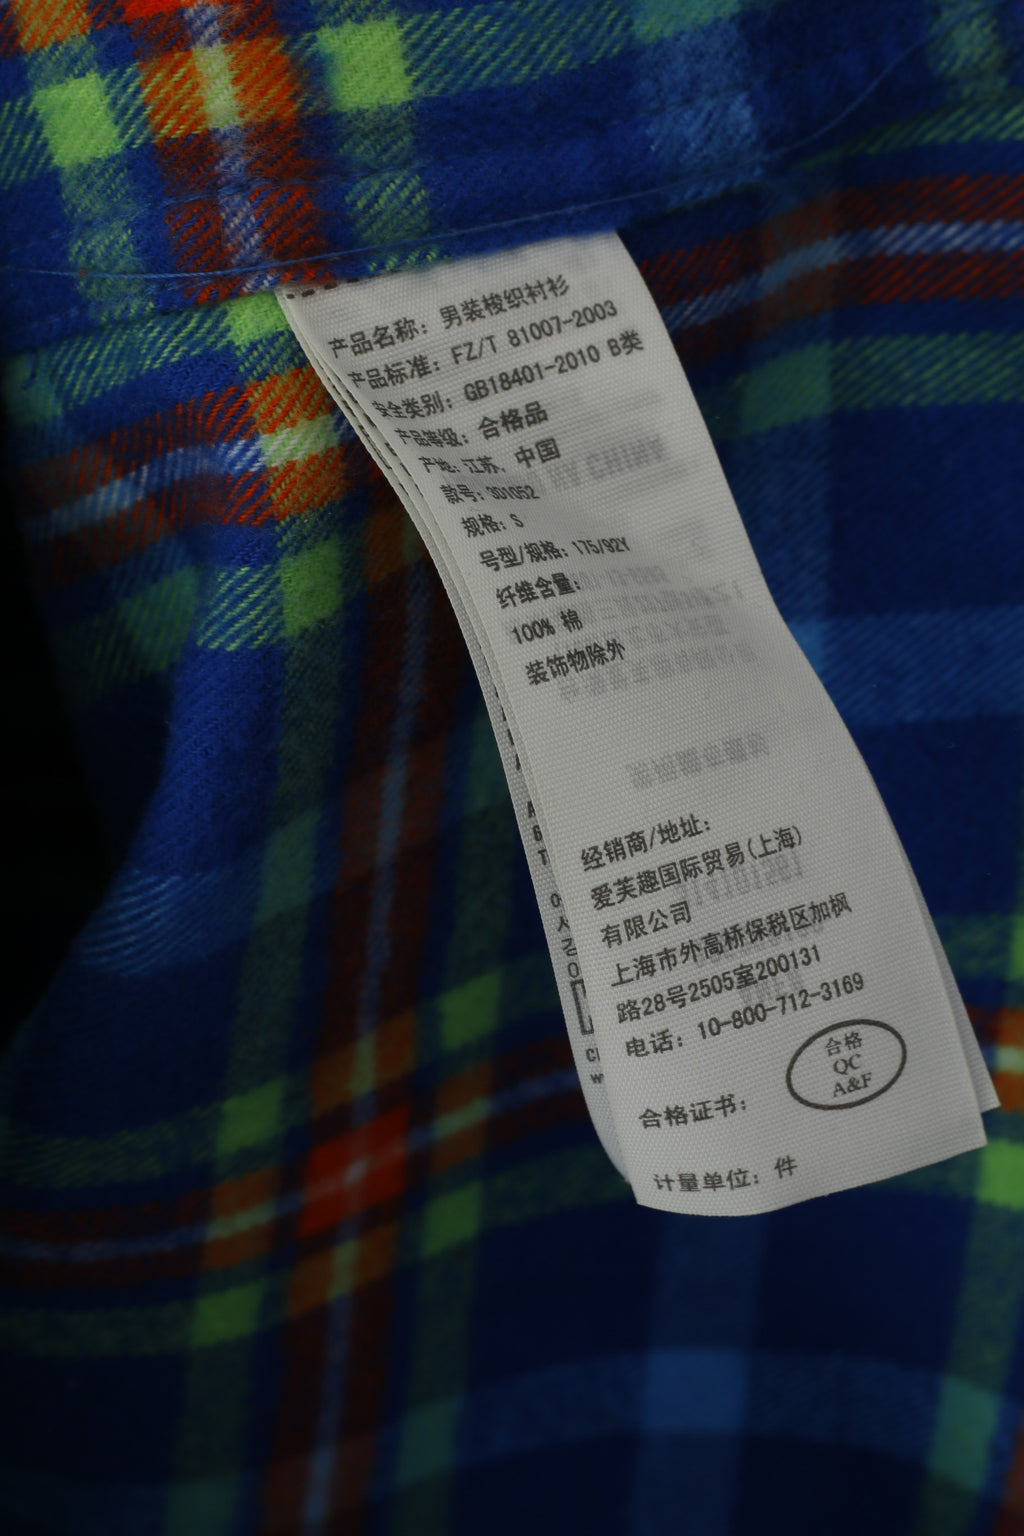 产品名称：男装梭织衬衫
产品标准：FZ/T 81007-2003
安全类别：GB18401-2010 B类
产品等级：合格品
产地：江苏，中国
款号：301052
规格：S
号型/规格：175/92Y
纤维含量：
100% 棉
装饰物除外
经销商/地址：
爱芙趣国际贸易(上海)
有限公司
上海市外高桥保税区加枫
路28号2505室200131
电话：10-800-712-3169
合格
QC
A&F
合格证书：
计量单位：件